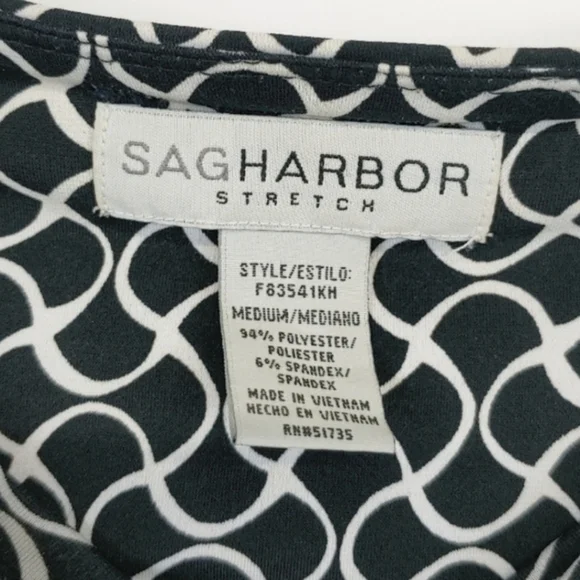 SAGHARBOR
STRETCH
STYLE/ESTILO:
F83541KH
MEDIUM/MEDIANO
94% POLYESTER/
POLIESTER
6% SPANDEX/
SPANDEX
MADE IN VIETNAM
HECHO EN VIETNAM
RN#51735